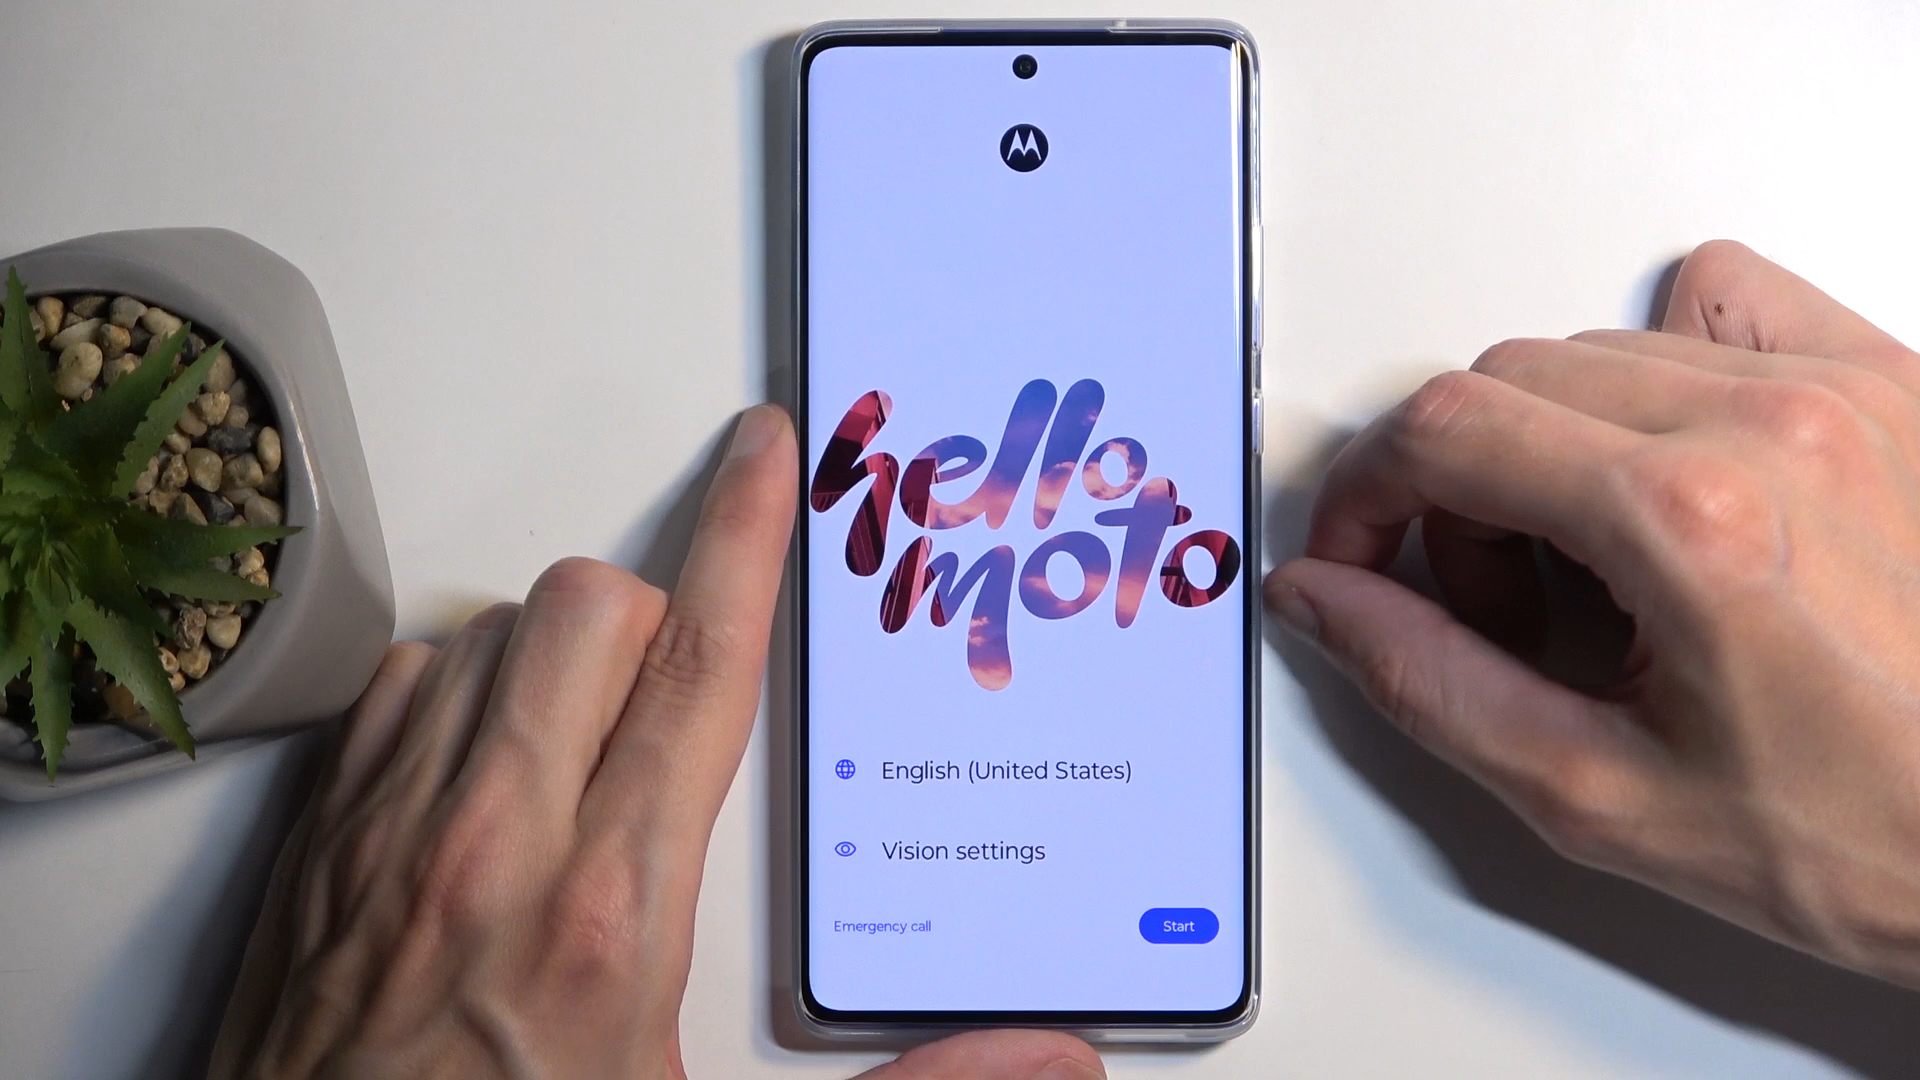 hello
moto
English (United States)
Vision settings
Emergency call
Start